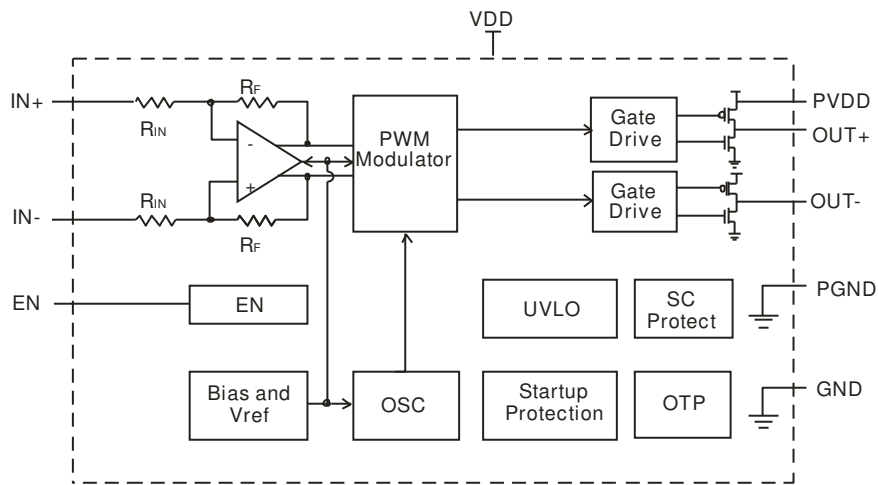 VDD
IN+
RIN
RF
-
+
PWM
Modulator
Gate
Drive
PVDD
OUT+
IN-
RIN
RF
Gate
Drive
OUT-
EN
EN
UVLO
SC
Protect
PGND
Bias and
Vref
OSC
Startup
Protection
OTP
GND